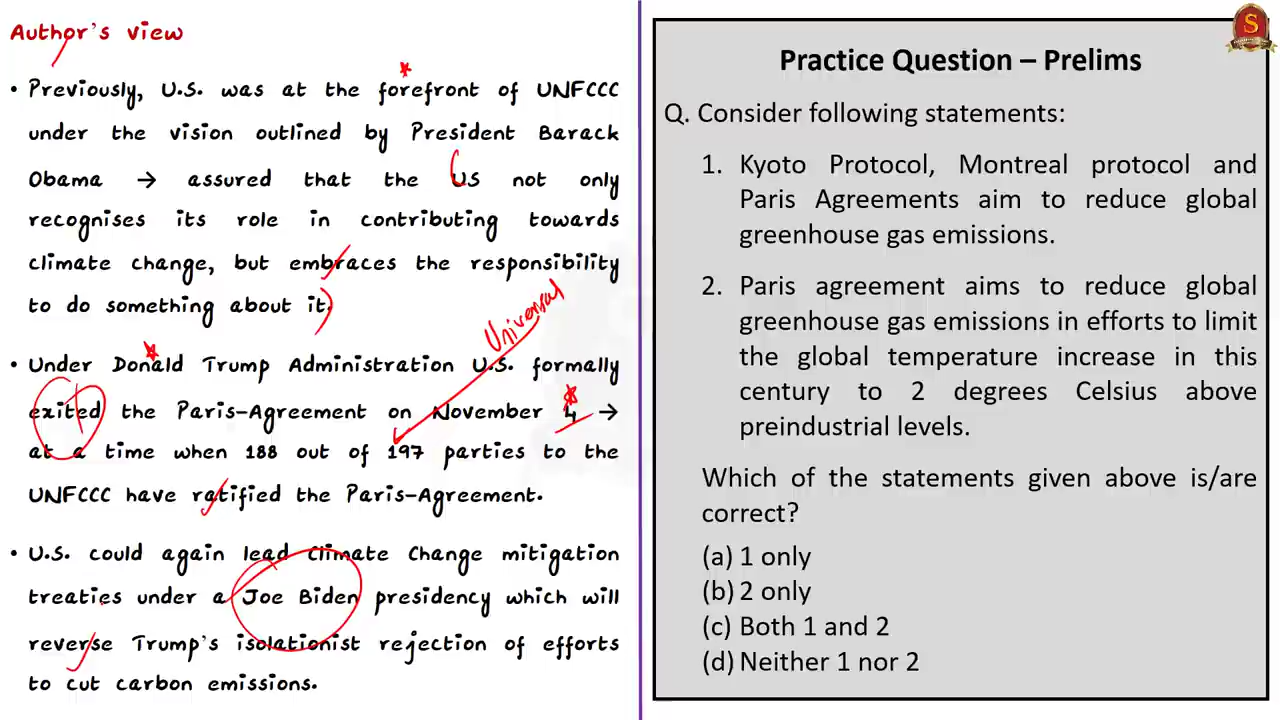 Author's view
• Previously, U.S. was at the forefront of UNFCCC
under the vision outlined by President Barack
Obama → assured that the US not only
recognises its role in contributing towards
climate change, but embraces the responsibility
to do something about it.
Universal
• Under Donald Trump Administration U.S. formally
exited the Paris-Agreement on November 4 →
at a time when 188 out of 197 parties to the
UNFCCC have ratified the Paris-Agreement.
• U.S. could again lead Climate Change mitigation
treaties under a Joe Biden presidency which will
reverse Trump's isolationist rejection of efforts
to cut carbon emissions.
S
Practice Question – Prelims
Q. Consider following statements:
1. Kyoto Protocol, Montreal protocol and
Paris Agreements aim to reduce global
greenhouse gas emissions.
2. Paris agreement aims to reduce global
greenhouse gas emissions in efforts to limit
the global temperature increase in this
century to 2 degrees Celsius above
preindustrial levels.
Which of the statements given above is/are
correct?
(a) 1 only
(b) 2 only
(c) Both 1 and 2
(d) Neither 1 nor 2